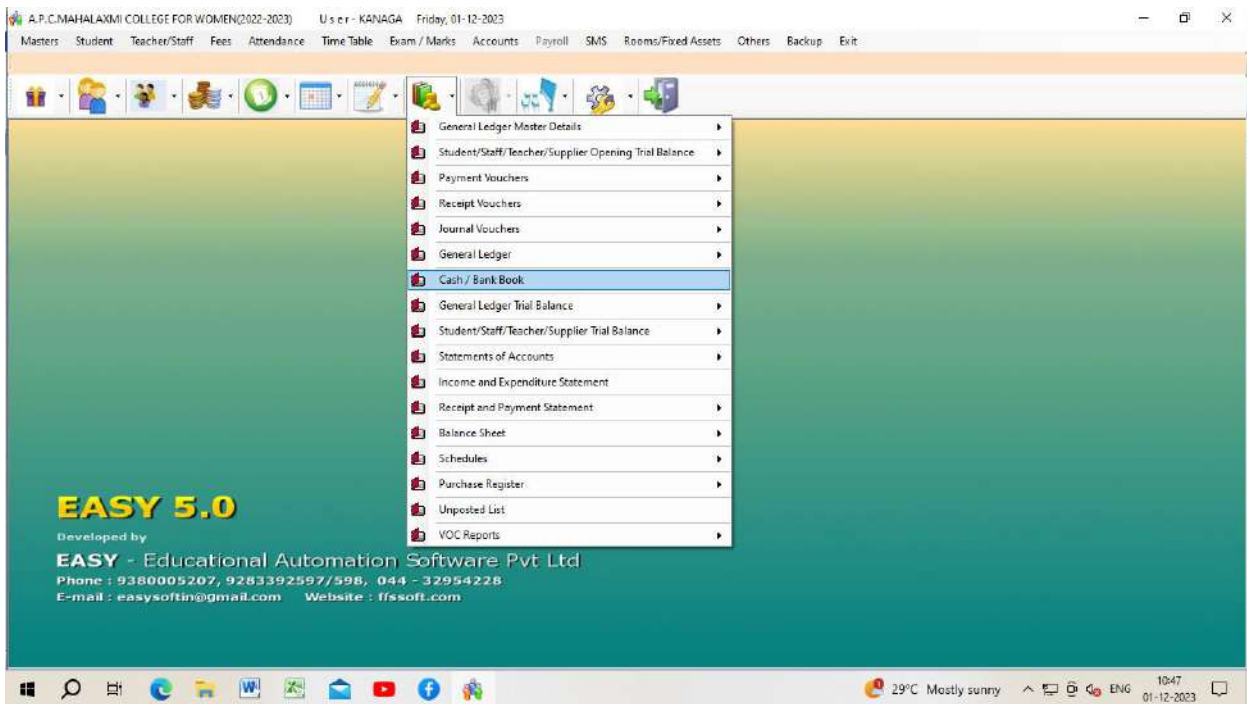 A.P.C.MAHALAXMI COLLEGE FOR WOMEN(2022-2023) U s e r - KANAGA Friday, 01-12-2023
Masters Student Teacher/Staff Fees Attendance Time Table Exam / Marks Accounts Payroll SMS Rooms/Fixed Assets Others Backup Exit
General Ledger Master Details
Student/Staff/Teacher/Supplier Opening Trial Balance
Payment Vouchers
Receipt Vouchers
Journal Vouchers
General Ledger
Cash / Bank Book
General Ledger Trial Balance
Student/Staff/Teacher/Supplier Trial Balance
Statements of Accounts
Income and Expenditure Statement
Receipt and Payment Statement
Balance Sheet
Schedules
Purchase Register
Unposted List
VOC Reports
EASY 5.0
Developed by
EASY - Educational Automation Software Pvt Ltd
Phone : 9380005207, 9283392597/598, 044 - 32954228
E-mail : easysoftin@gmail.com Website : ffssoft.com
29°C Mostly sunny ENG 10:47
01-12-2023